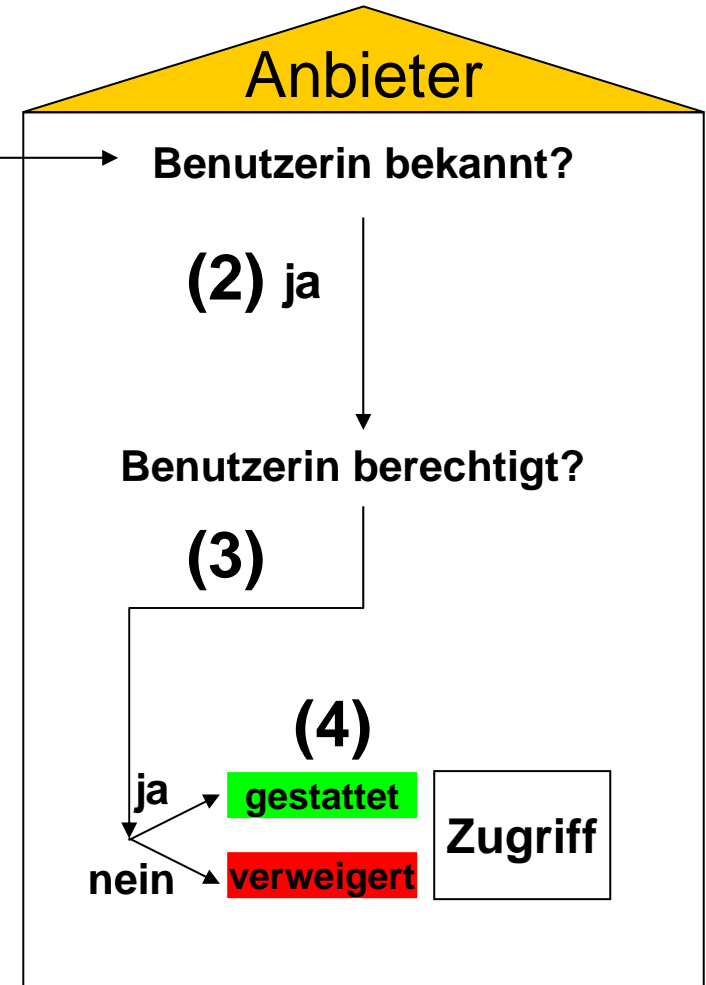 Anbieter
Benutzerin bekannt?
(2) ja
Benutzerin berechtigt?
(3)
(4)
ja
gestattet
Zugriff
nein
verweigert